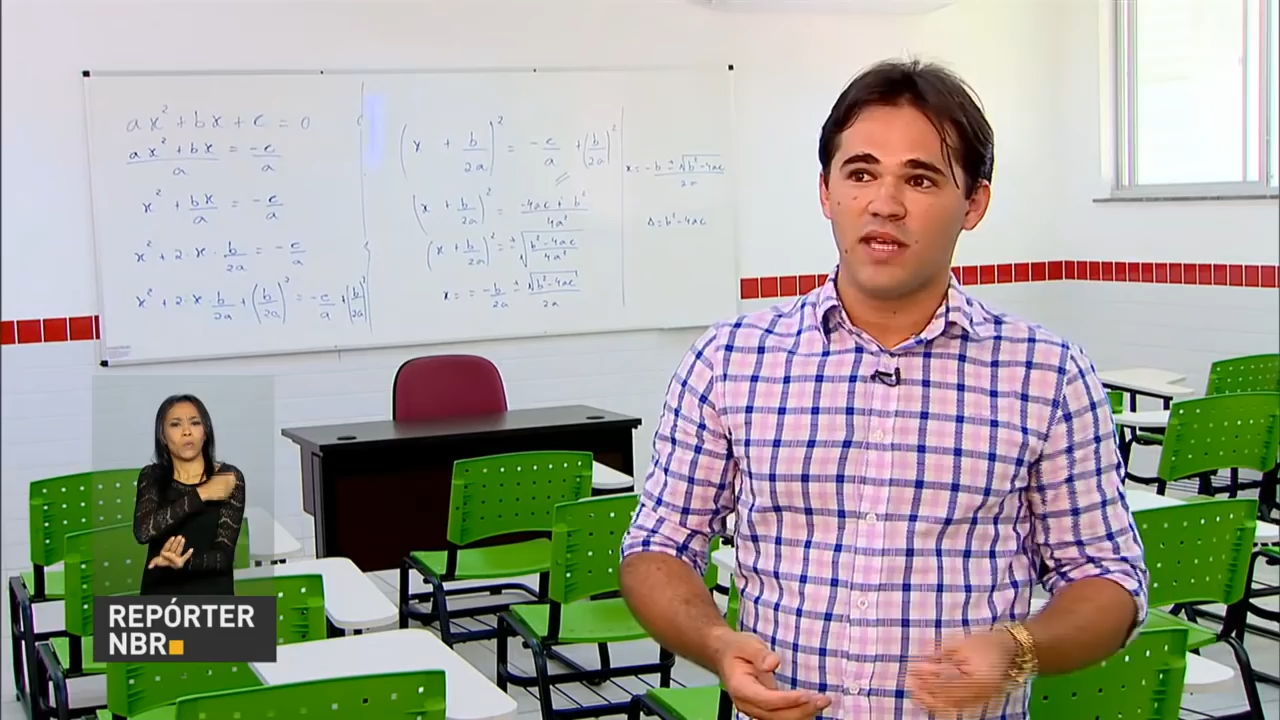 ax² + bx + c = 0
ax² + bx / a = -c/a
x² + bx/a = -c/a
x² + 2·x·b/2a = -c/a
x² + 2·x·b/2a + (b/2a)² = -c/a + (b/2a)²
(x + b/2a)² = -c/a + (b/2a)²
(x + b/2a)² = -4ac + b² / 4a²
(x + b/2a)² = ± √(b² - 4ac / 4a²)
x = = -b/2a ± √(b² - 4ac) / 2a
x = -b ± √(b² - 4ac) / 2a
Δ = b² - 4ac
REPÓRTER
NBR